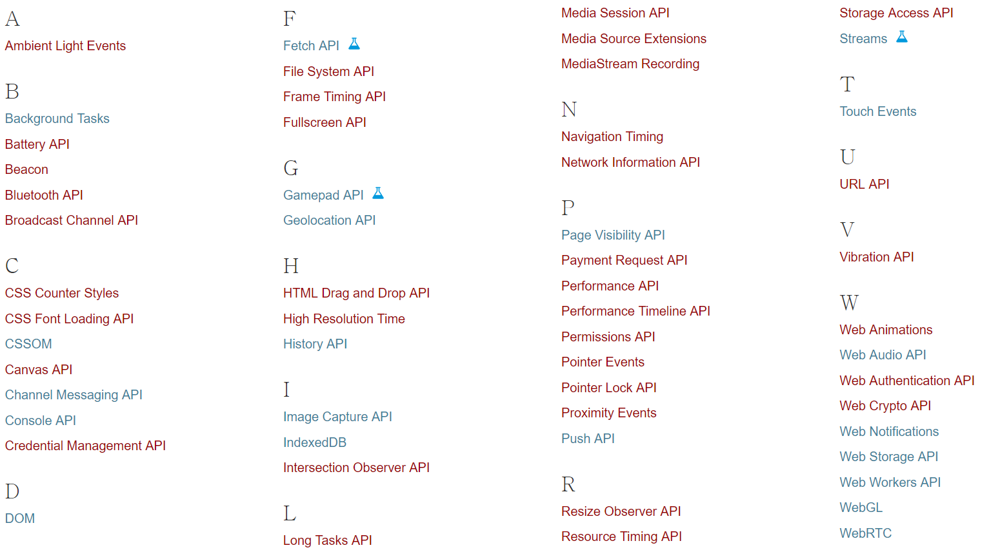 A
Ambient Light Events
B
Background Tasks
Battery API
Beacon
Bluetooth API
Broadcast Channel API
C
CSS Counter Styles
CSS Font Loading API
CSSOM
Canvas API
Channel Messaging API
Console API
Credential Management API
D
DOM
F
Fetch API
File System API
Frame Timing API
Fullscreen API
G
Gamepad API
Geolocation API
H
HTML Drag and Drop API
High Resolution Time
History API
I
Image Capture API
IndexedDB
Intersection Observer API
L
Long Tasks API
Media Session API
Media Source Extensions
MediaStream Recording
N
Navigation Timing
Network Information API
P
Page Visibility API
Payment Request API
Performance API
Performance Timeline API
Permissions API
Pointer Events
Pointer Lock API
Proximity Events
Push API
R
Resize Observer API
Resource Timing API
Storage Access API
Streams
T
Touch Events
U
URL API
V
Vibration API
W
Web Animations
Web Audio API
Web Authentication API
Web Crypto API
Web Notifications
Web Storage API
Web Workers API
WebGL
WebRTC